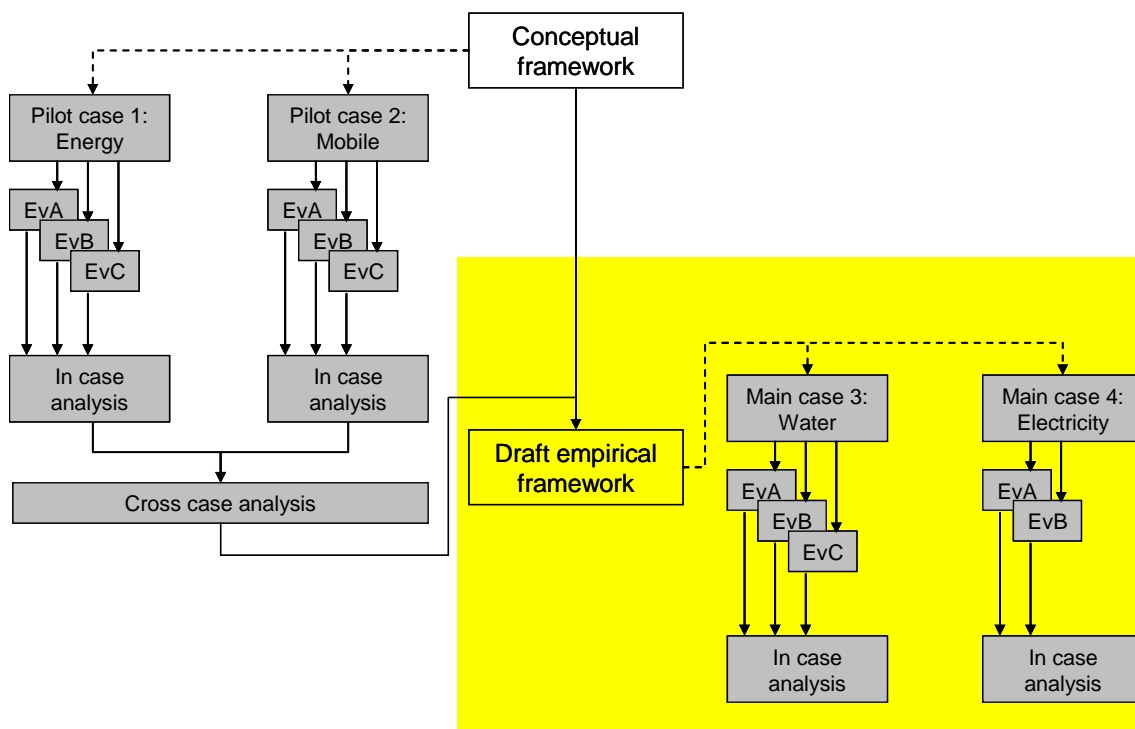 Conceptual
framework
Pilot case 1:
Energy
Pilot case 2:
Mobile
EvA
EvB
EvC
EvA
EvB
EvC
In case
analysis
In case
analysis
Cross case analysis
Draft empirical
framework
Main case 3:
Water
Main case 4:
Electricity
EvA
EvB
EvC
EvA
EvB
In case
analysis
In case
analysis